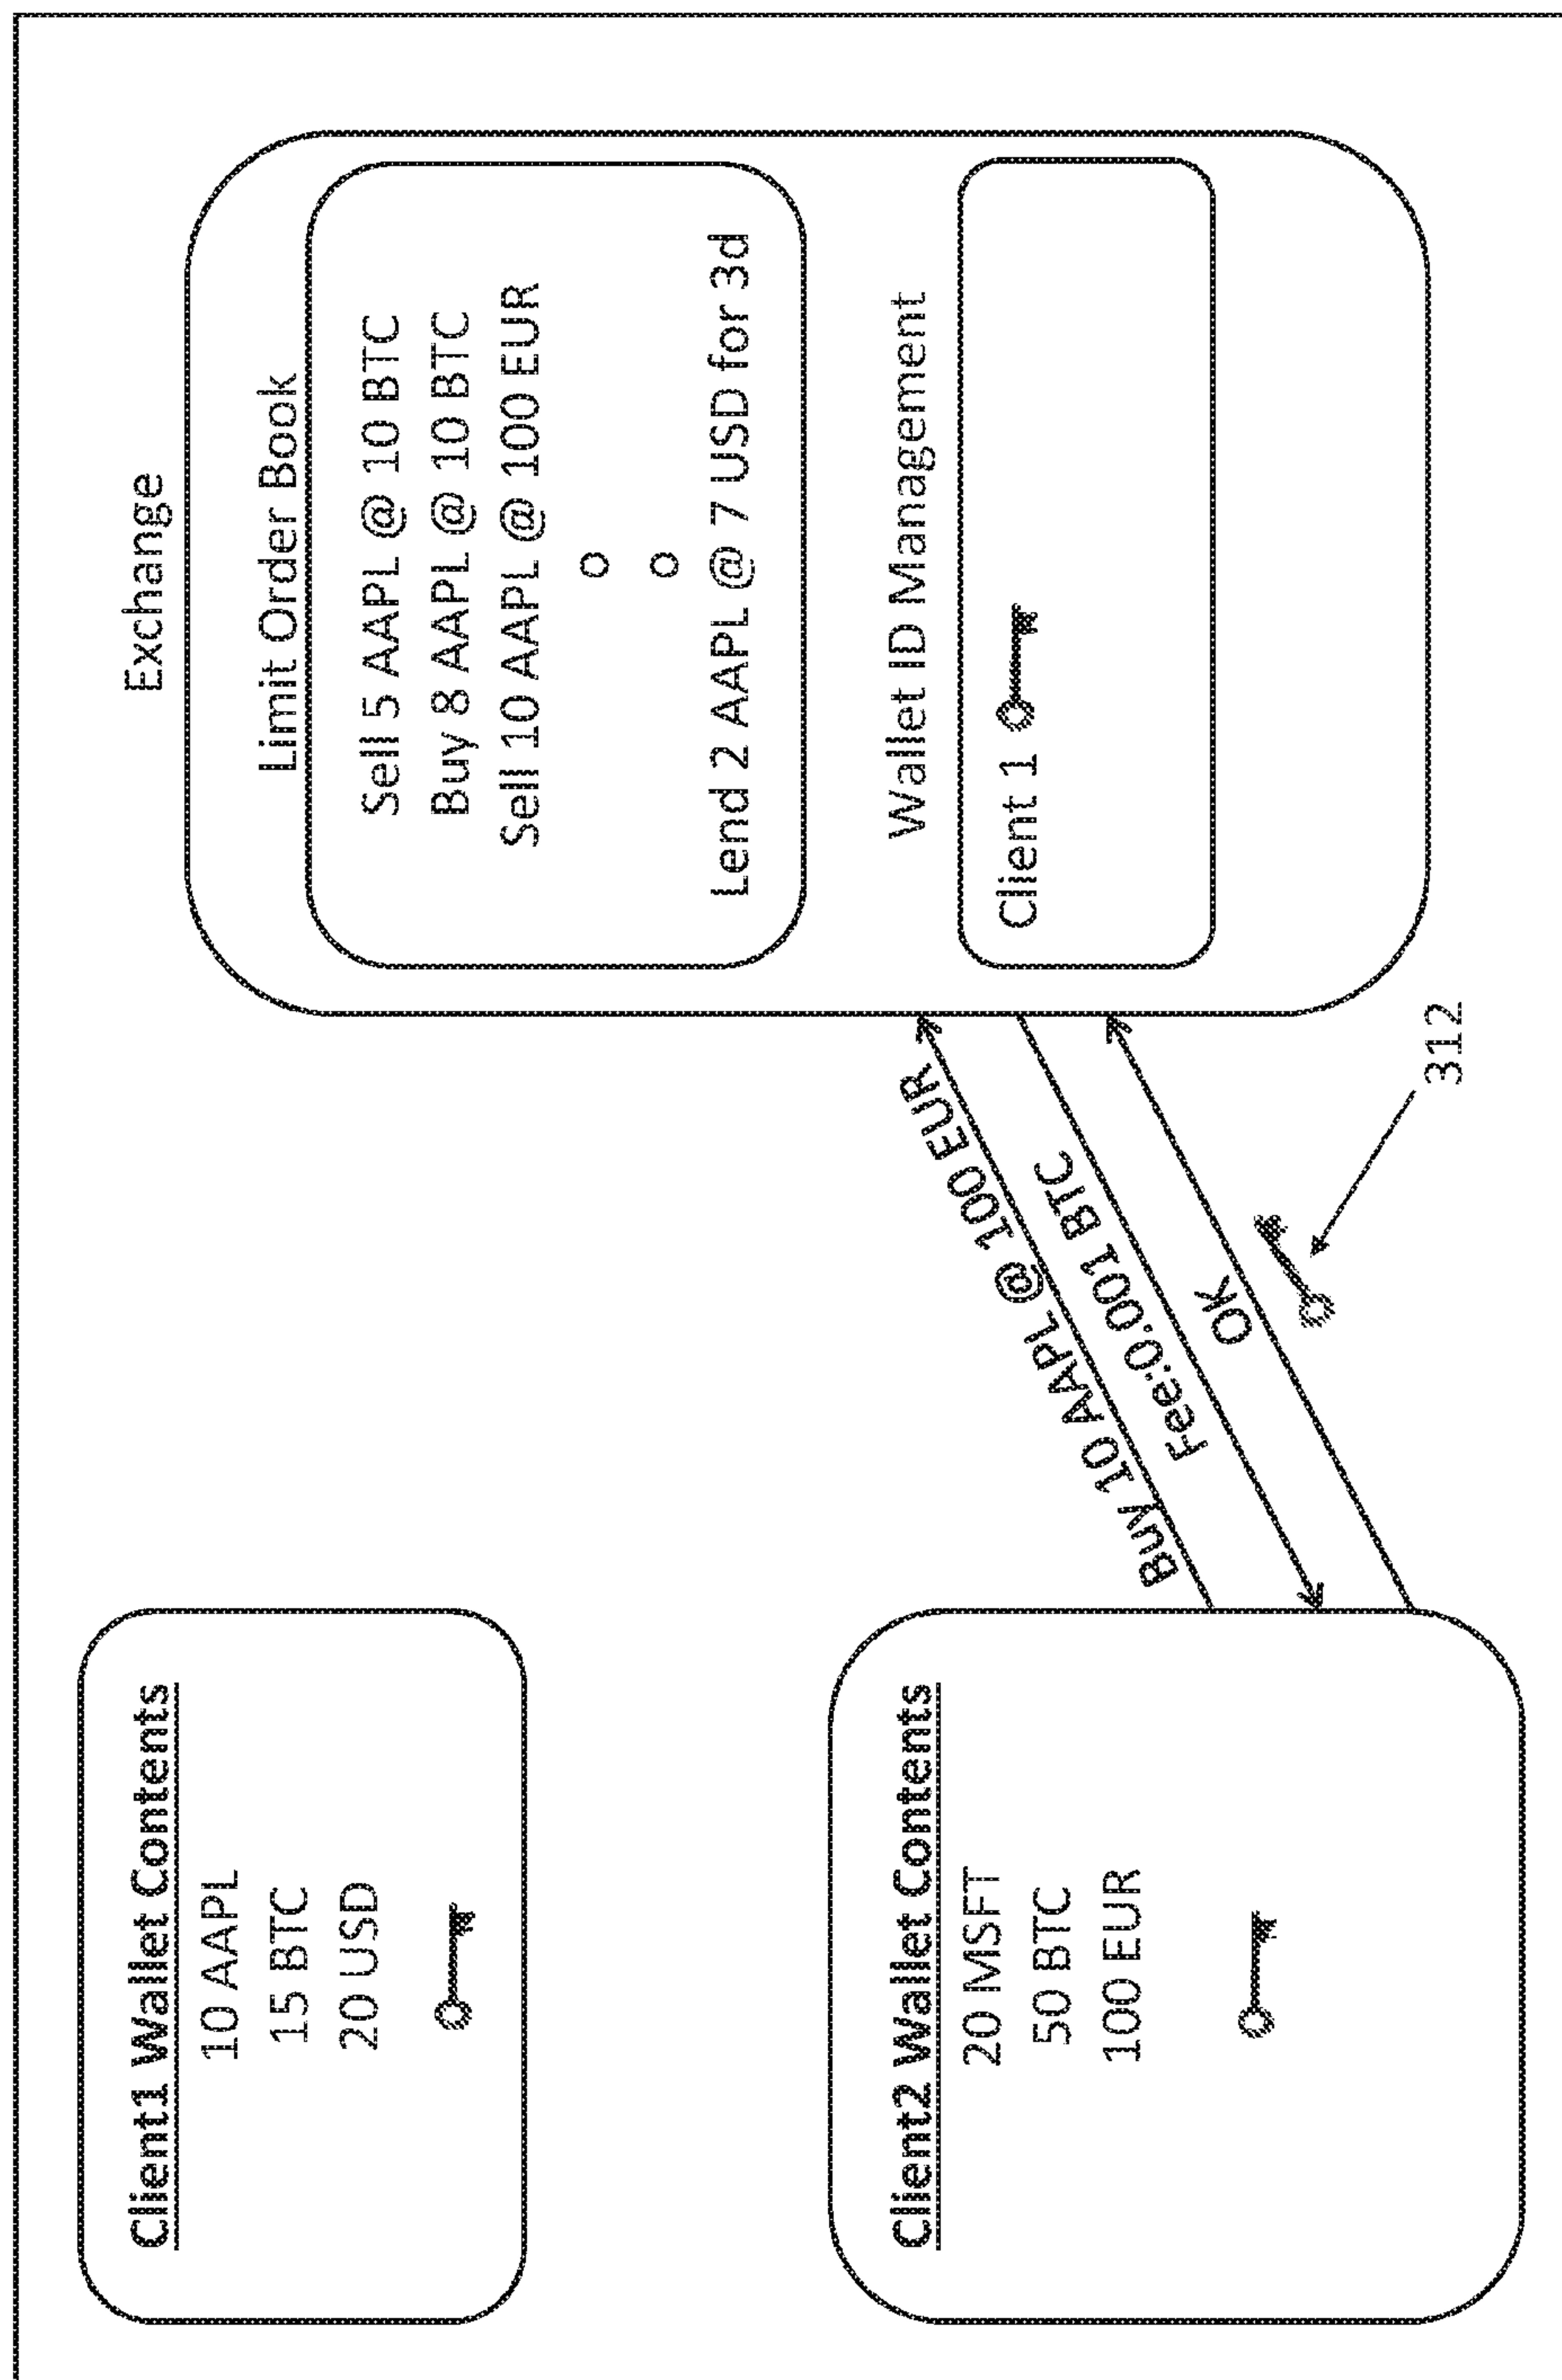 Client1 Wallet Contents
10 AAPL
15 BTC
20 USD
Client2 Wallet Contents
20 MSFT
50 BTC
100 EUR
Buy 10 AAPL @ 100 EUR
Fee:0.001 BTC
OK
312
Exchange
Limit Order Book
Sell 5 AAPL @ 10 BTC
Buy 8 AAPL @ 10 BTC
Sell 10 AAPL @ 100 EUR
Lend 2 AAPL @ 7 USD for 3d
Wallet ID Management
Client 1